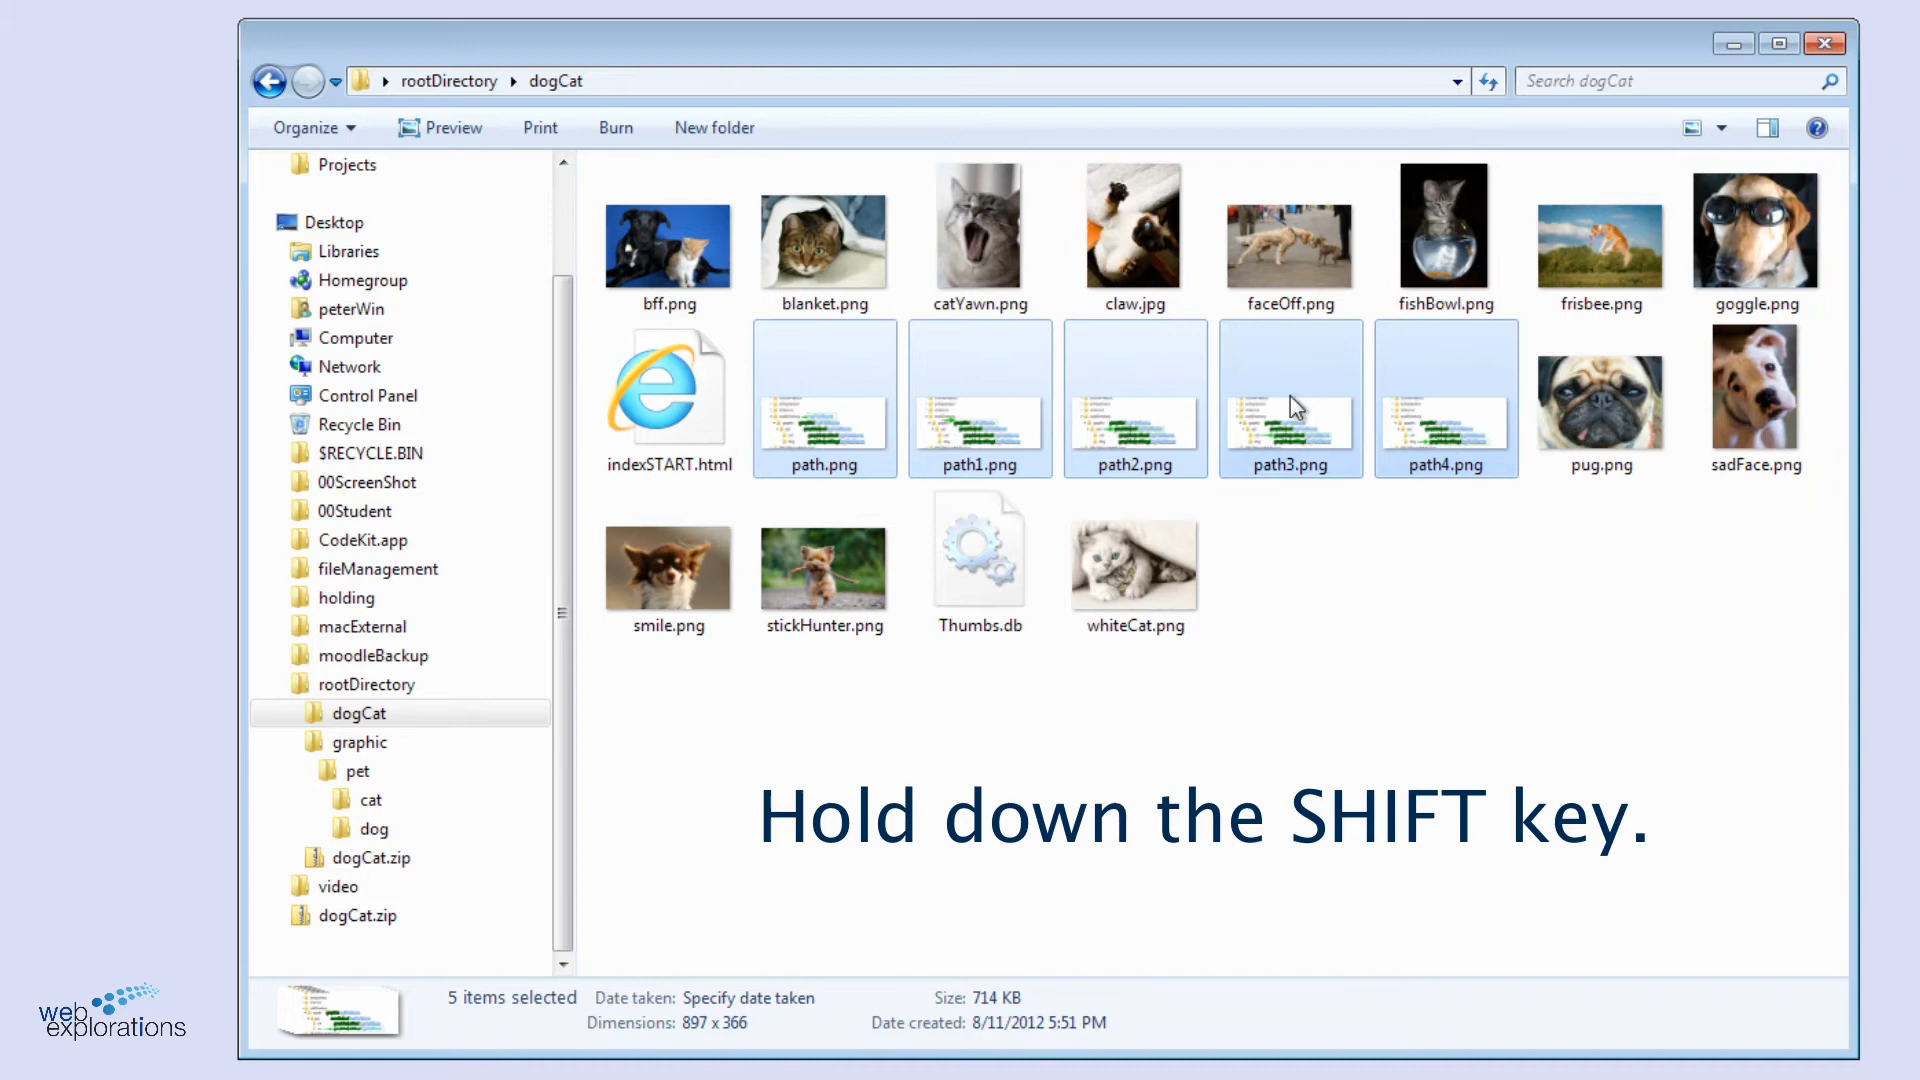 rootDirectory dogCat
Search dogCat
Organize Preview Print Burn New folder
Projects
Desktop
Libraries
Homegroup
peterWin
Computer
Network
Control Panel
Recycle Bin
$RECYCLE.BIN
00ScreenShot
00Student
CodeKit.app
fileManagement
holding
macExternal
moodleBackup
rootDirectory
dogCat
graphic
pet
cat
dog
dogCat.zip
video
dogCat.zip
bff.png blanket.png catYawn.png claw.jpg faceOff.png fishBowl.png frisbee.png goggle.png
indexSTART.html path.png path1.png path2.png path3.png path4.png pug.png sadFace.png
smile.png stickHunter.png Thumbs.db whiteCat.png
Hold down the SHIFT key.
5 items selected Date taken: Specify date taken Size: 714 KB
Dimensions: 897 x 366 Date created: 8/11/2012 5:51 PM
web
explorations